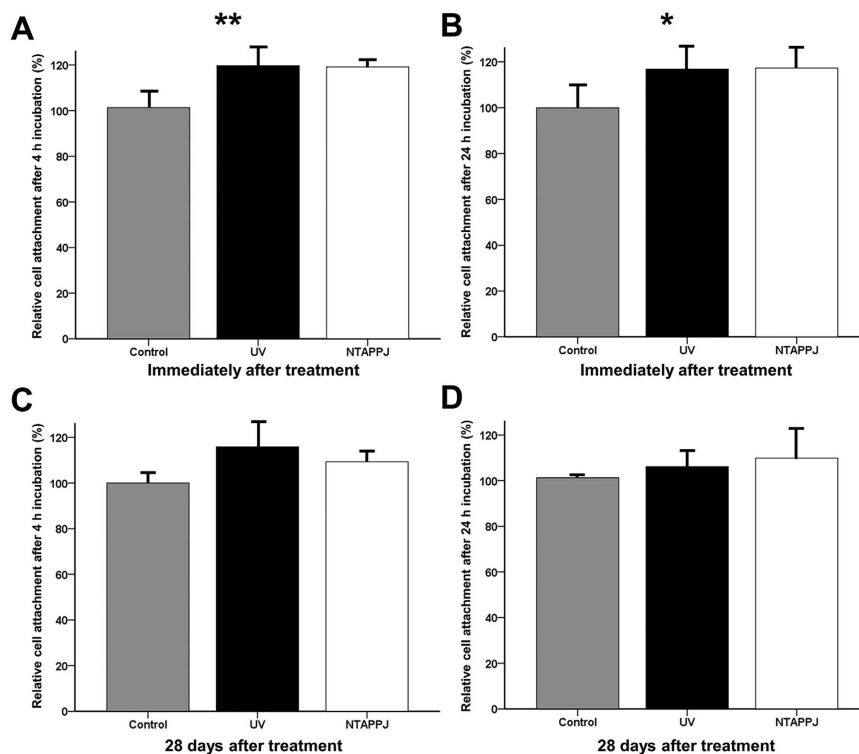 A
**
Relative cell attachment after 4 h incubation (%)
120
100
80
60
40
20
0
Control
UV
NTAPPJ
Immediately after treatment
B
*
Relative cell attachment after 24 h incubation (%)
120
100
80
60
40
20
0
Control
UV
NTAPPJ
Immediately after treatment
C
Relative cell attachment after 4 h incubation (%)
120
100
80
60
40
20
0
Control
UV
NTAPPJ
28 days after treatment
D
Relative cell attachment after 24 h incubation (%)
120
100
80
60
40
20
0
Control
UV
NTAPPJ
28 days after treatment